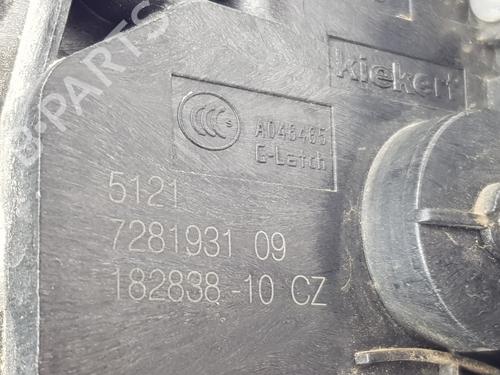 kiekert
CCC S
A046465
C-Latch
5121
7281931 09
182838-10 CZ
B-PARTS